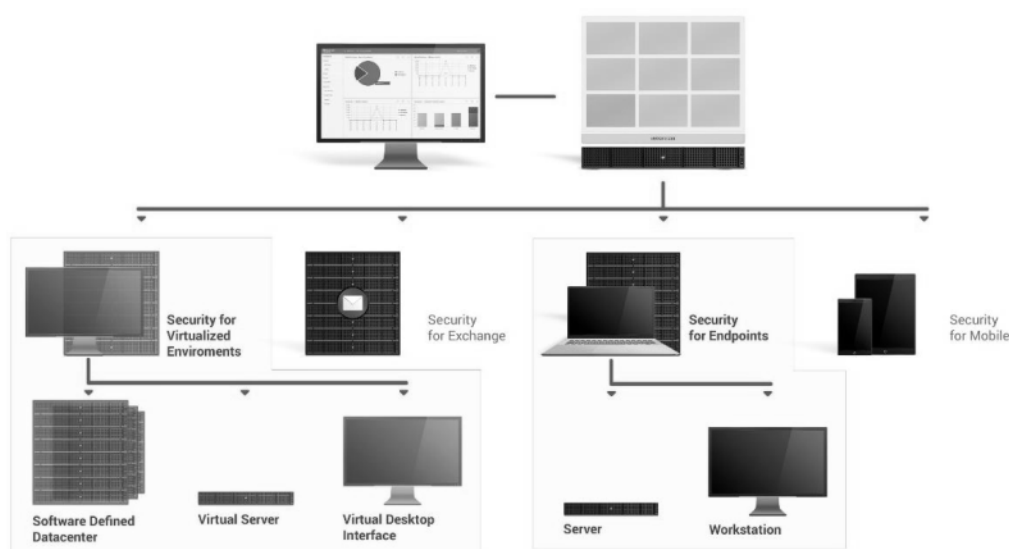 Security for
Virtualized
Enviroments
Security
for Exchange
Security
for Endpoints
Security
for Mobile
Software Defined
Datacenter
Virtual Server
Virtual Desktop
Interface
Server
Workstation